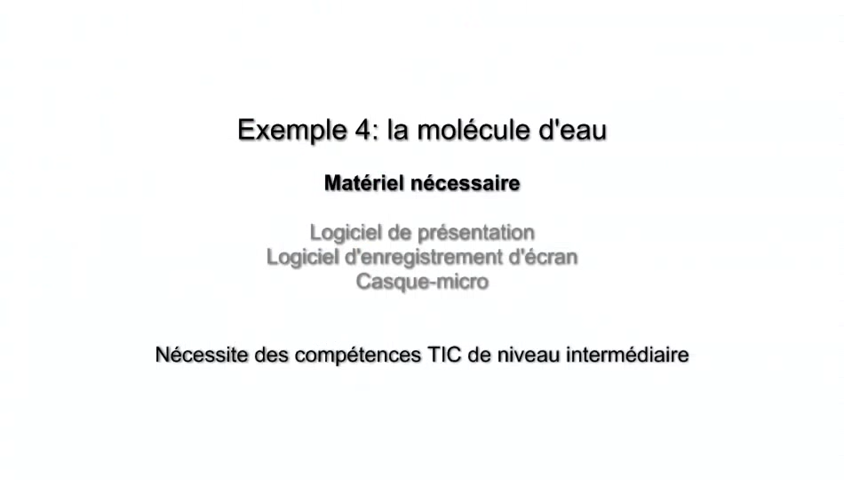 Exemple 4: la molécule d'eau
Matériel nécessaire
Logiciel de présentation
Logiciel d'enregistrement d'écran
Casque-micro
Nécessite des compétences TIC de niveau intermédiaire